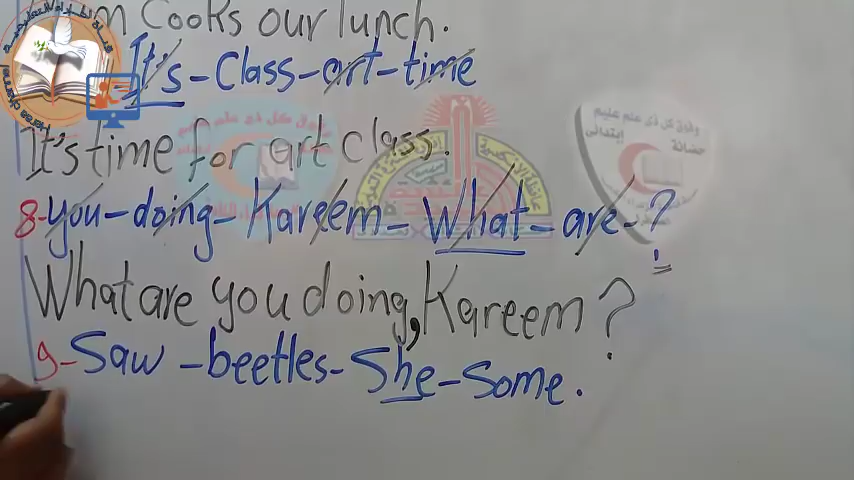 m Cooks our lunch.
It's-Class-art-time
It's time for art class.
8-you-doing-Kareem-What-are-?
What are you doing, Kareem?
9-Saw-beetles-She-Some.